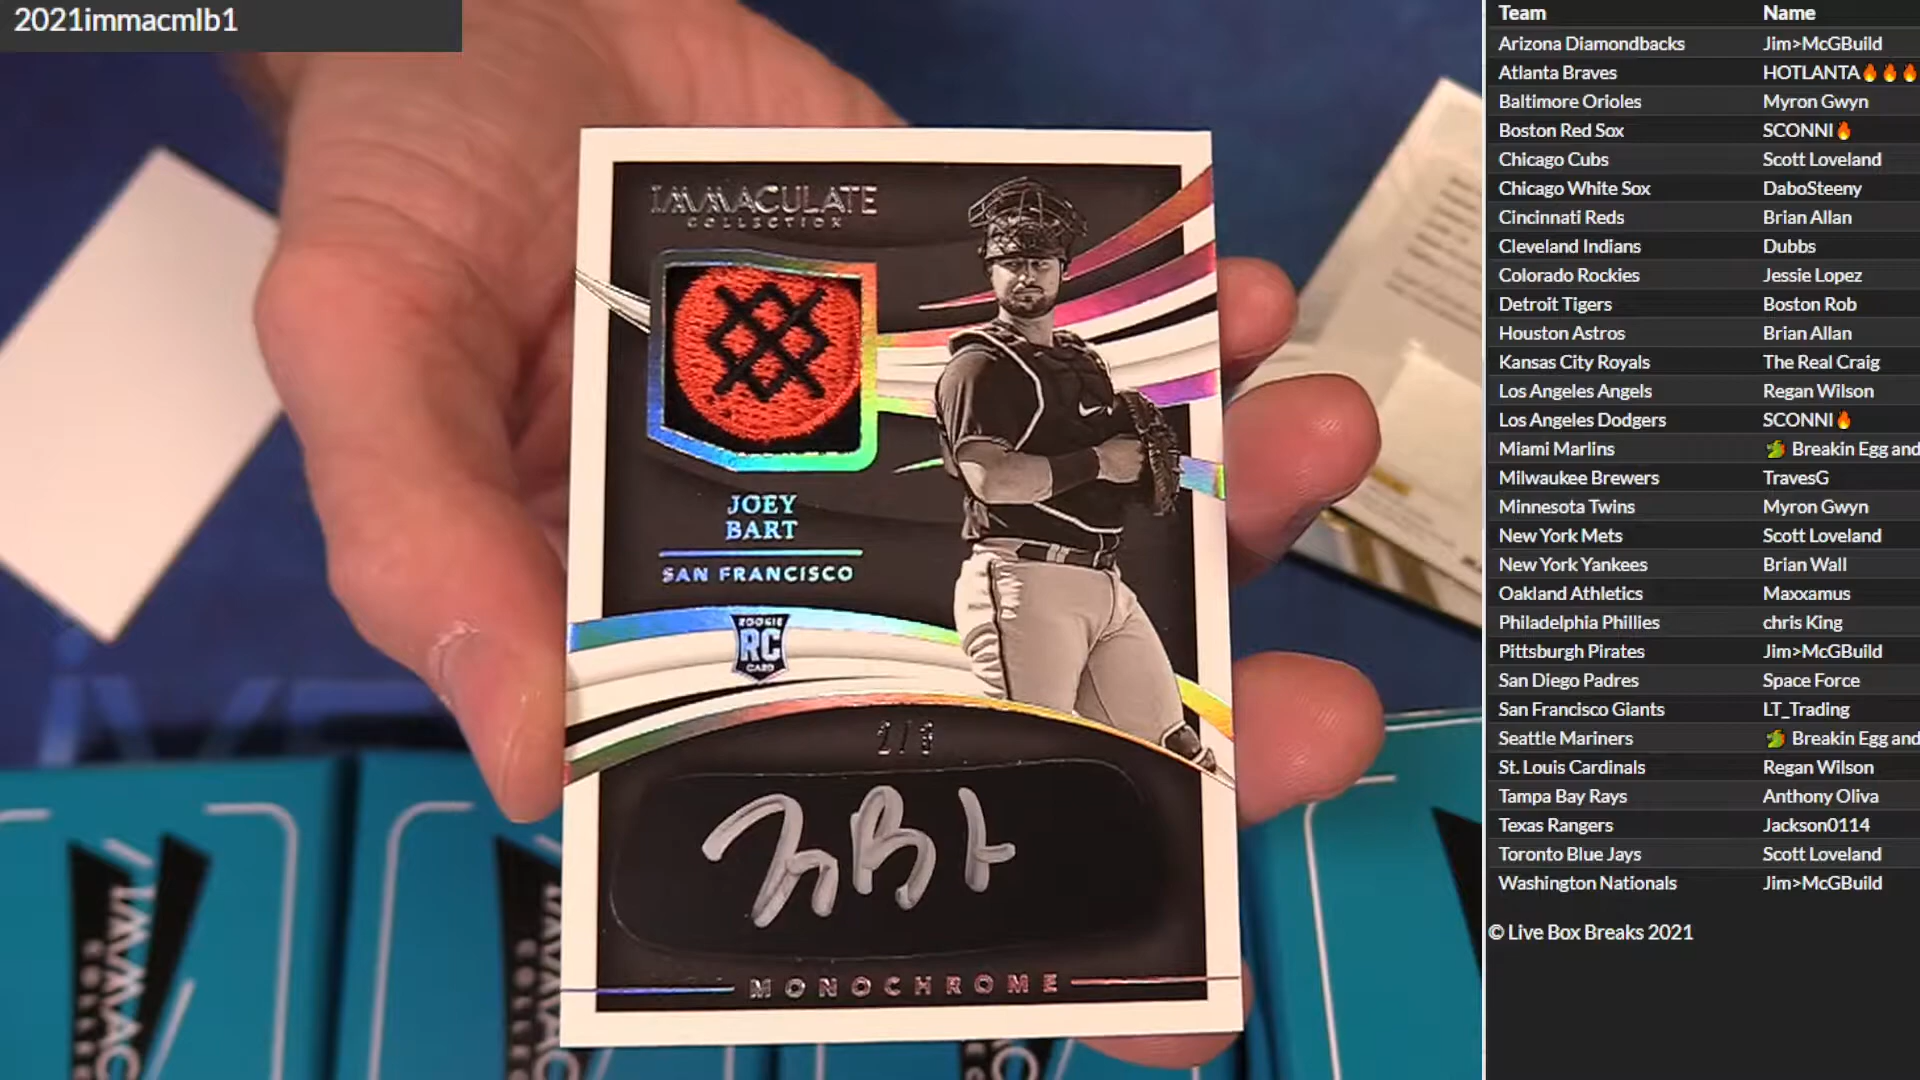 2021immacmlb1
IMMACULATE
COLLECTION
JOEY
BART
SAN FRANCISCO
ROOKIE
RC
CARD
MONOCHROME
Team Name
Arizona Diamondbacks Jim>McGBuild
Atlanta Braves HOTLANTA🔥🔥🔥
Baltimore Orioles Myron Gwyn
Boston Red Sox SCONNI🔥
Chicago Cubs Scott Loveland
Chicago White Sox DaboSteeny
Cincinnati Reds Brian Allan
Cleveland Indians Dubbs
Colorado Rockies Jessie Lopez
Detroit Tigers Boston Rob
Houston Astros Brian Allan
Kansas City Royals The Real Craig
Los Angeles Angels Regan Wilson
Los Angeles Dodgers SCONNI🔥
Miami Marlins 🐲 Breakin Egg and
Milwaukee Brewers TravesG
Minnesota Twins Myron Gwyn
New York Mets Scott Loveland
New York Yankees Brian Wall
Oakland Athletics Maxxamus
Philadelphia Phillies chris King
Pittsburgh Pirates Jim>McGBuild
San Diego Padres Space Force
San Francisco Giants LT_Trading
Seattle Mariners 🐲 Breakin Egg and
St. Louis Cardinals Regan Wilson
Tampa Bay Rays Anthony Oliva
Texas Rangers Jackson0114
Toronto Blue Jays Scott Loveland
Washington Nationals Jim>McGBuild
© Live Box Breaks 2021